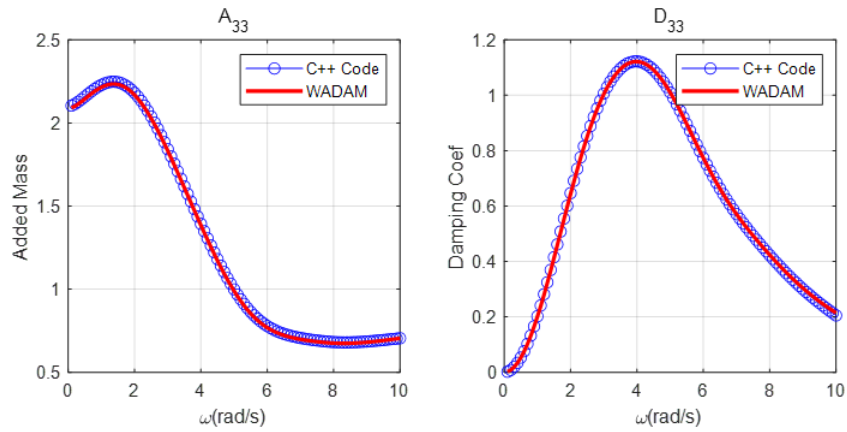 A33
2.5
2
1.5
1
0.5
Added Mass
0
2
4
6
8
10
ω(rad/s)
C++ Code
WADAM
D33
1.2
1
0.8
0.6
0.4
0.2
0
Damping Coef
0
2
4
6
8
10
ω(rad/s)
C++ Code
WADAM